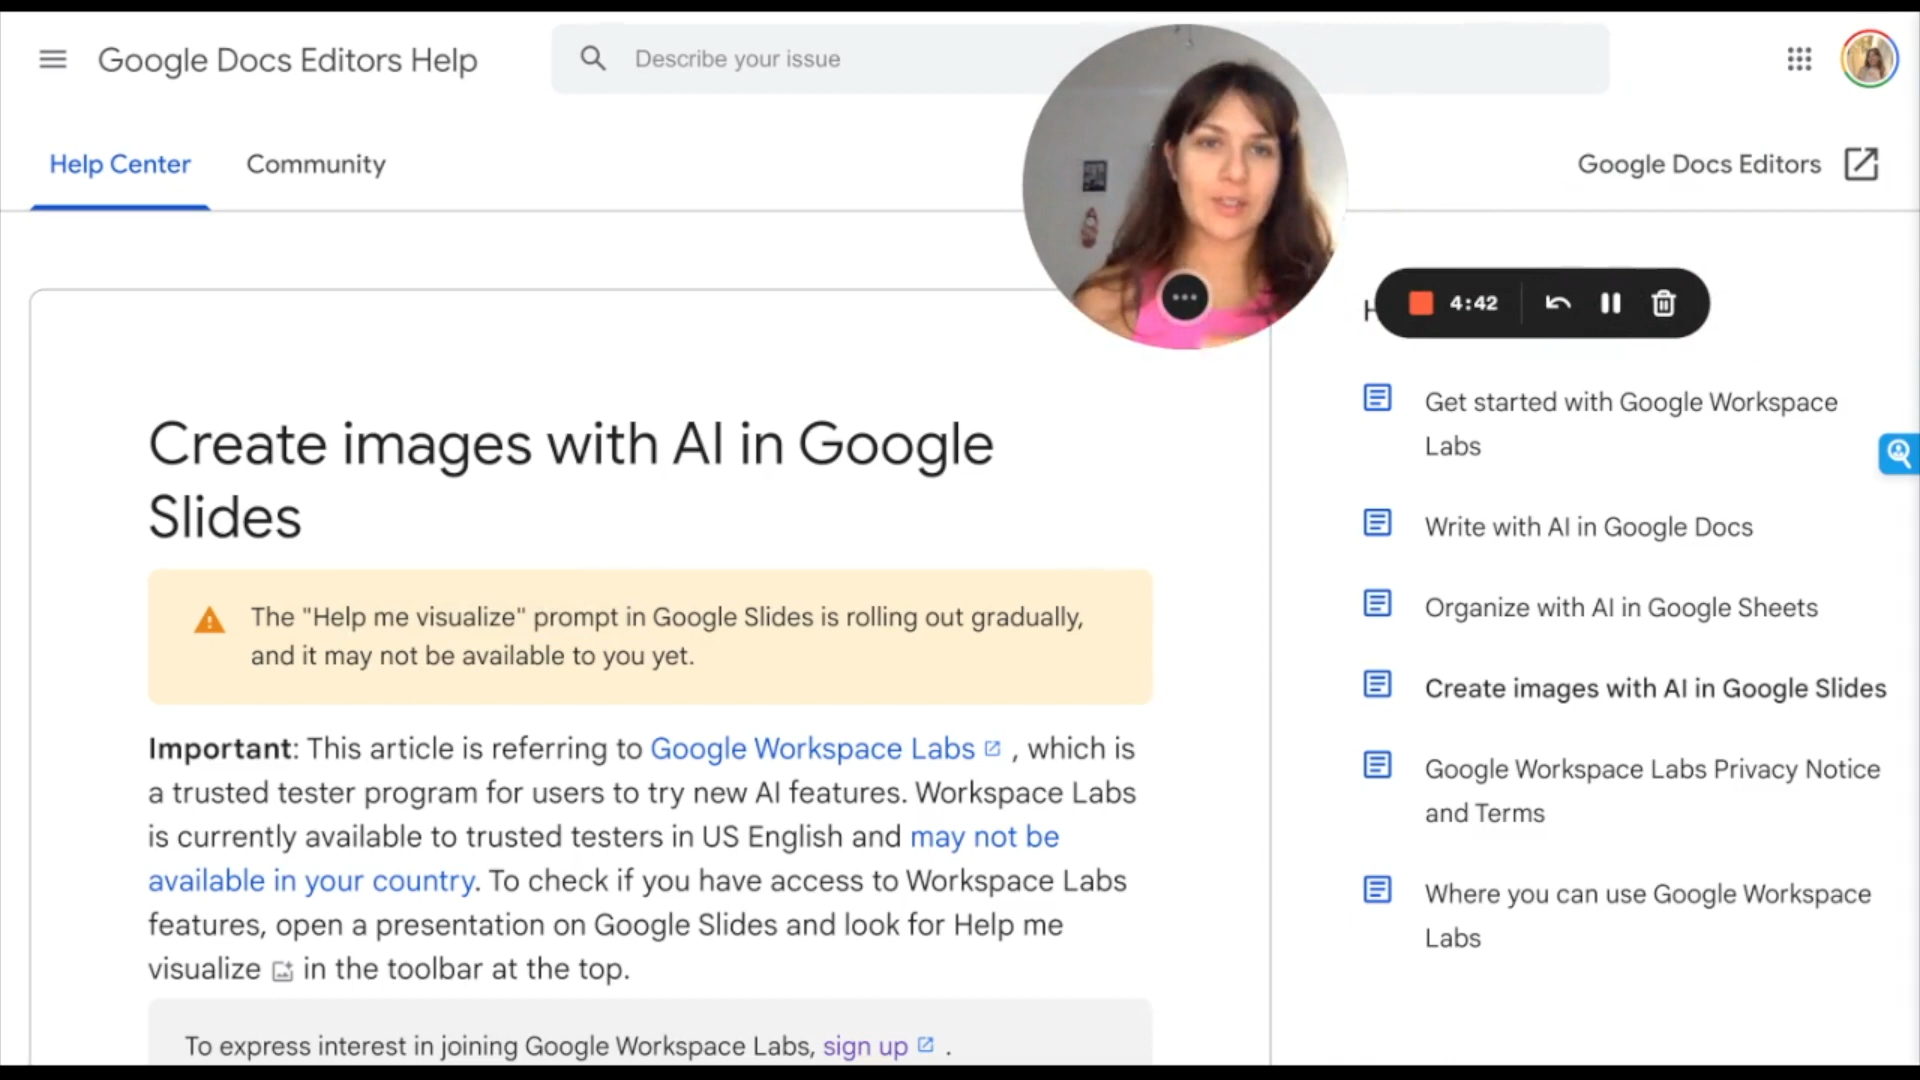 Google Docs Editors Help
Describe your issue
Help Center
Community
Google Docs Editors
4:42
Create images with AI in Google
Slides
The "Help me visualize" prompt in Google Slides is rolling out gradually,
and it may not be available to you yet.
Important: This article is referring to Google Workspace Labs , which is
a trusted tester program for users to try new AI features. Workspace Labs
is currently available to trusted testers in US English and may not be
available in your country. To check if you have access to Workspace Labs
features, open a presentation on Google Slides and look for Help me
visualize in the toolbar at the top.
To express interest in joining Google Workspace Labs, sign up .
Get started with Google Workspace
Labs
Write with AI in Google Docs
Organize with AI in Google Sheets
Create images with AI in Google Slides
Google Workspace Labs Privacy Notice
and Terms
Where you can use Google Workspace
Labs